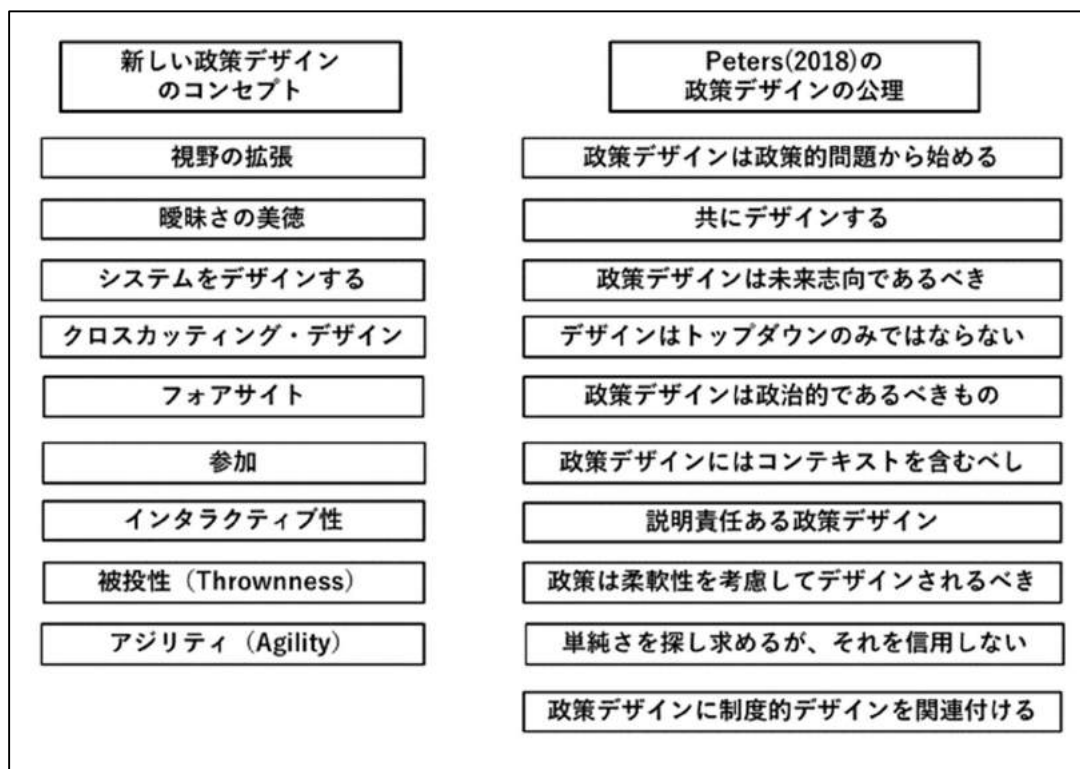 新しい政策デザイン
のコンセプト
視野の拡張
曖昧さの美徳
システムをデザインする
クロスカッティング・デザイン
フォアサイト
参加
インタラクティブ性
被投性（Thrownness）
アジリティ（Agility）
Peters(2018)の
政策デザインの公理
政策デザインは政策的問題から始める
共にデザインする
政策デザインは未来志向であるべき
デザインはトップダウンのみではならない
政策デザインは政治的であるべきもの
政策デザインにはコンテキストを含むべし
説明責任ある政策デザイン
政策は柔軟性を考慮してデザインされるべき
単純さを探し求めるが、それを信用しない
政策デザインに制度的デザインを関連付ける